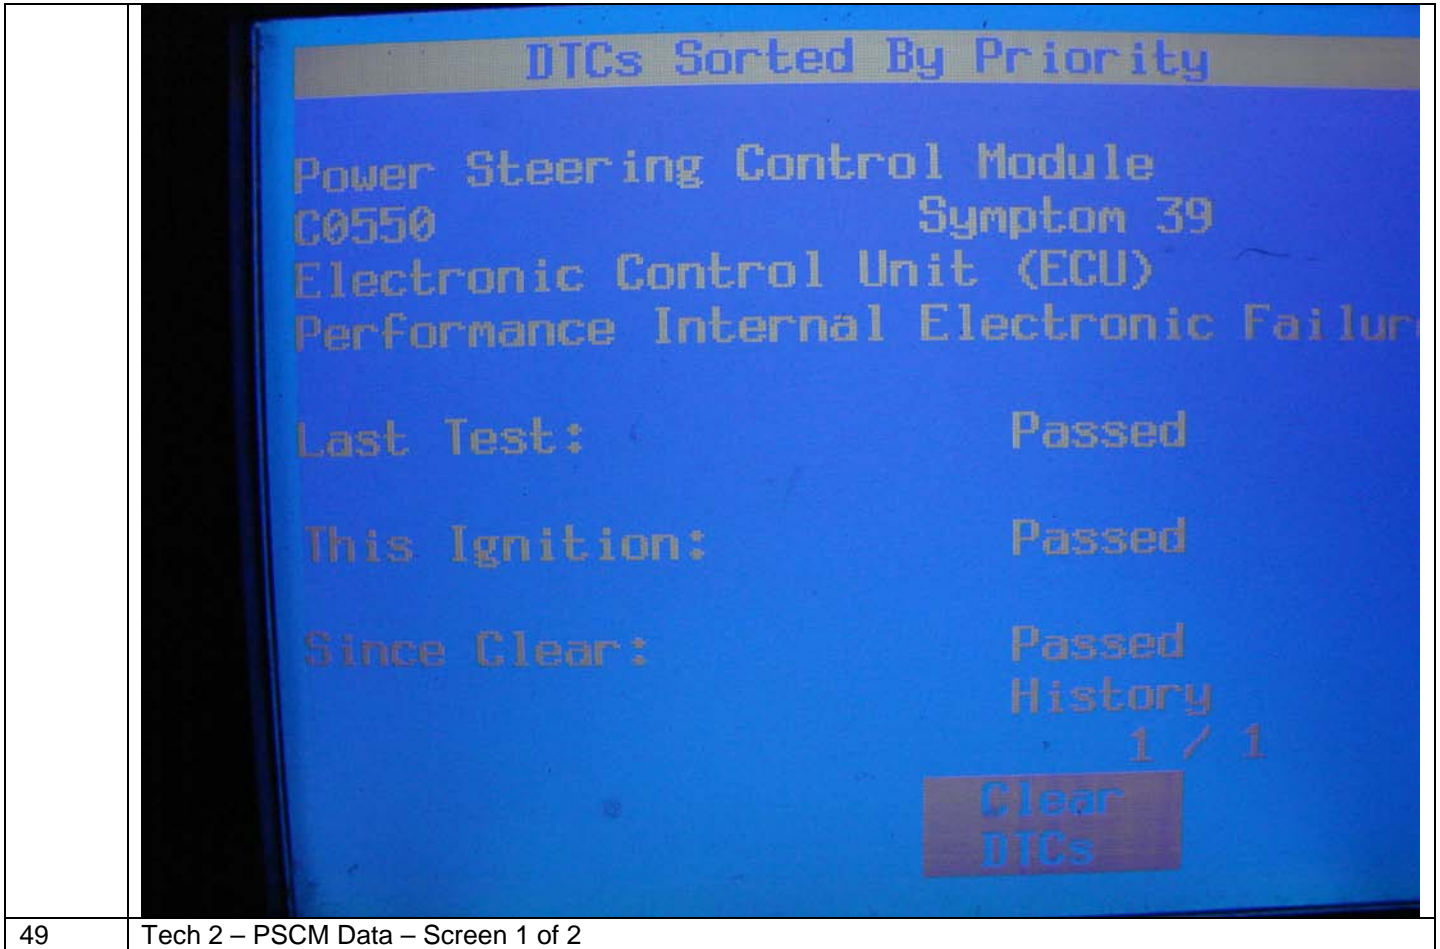 DTCs Sorted By Priority
Power Steering Control Module
C0550 Symptom 39
Electronic Control Unit (ECU)
Performance Internal Electronic Failure
Last Test: Passed
This Ignition: Passed
Since Clear: Passed
History
1 / 1
Clear
DTCs
49 Tech 2 – PSCM Data – Screen 1 of 2